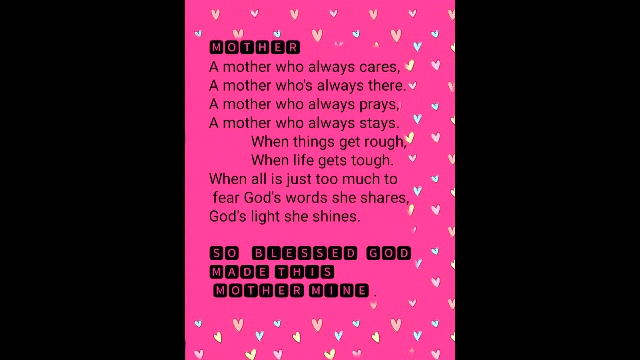 MOTHER
A mother who always cares,
A mother who's always there.
A mother who always prays,
A mother who always stays.
When things get rough,
When life gets tough.
When all is just too much to
fear God's words she shares,
God's light she shines.
SO BLESSED GOD
MADE THIS
MOTHER MINE.